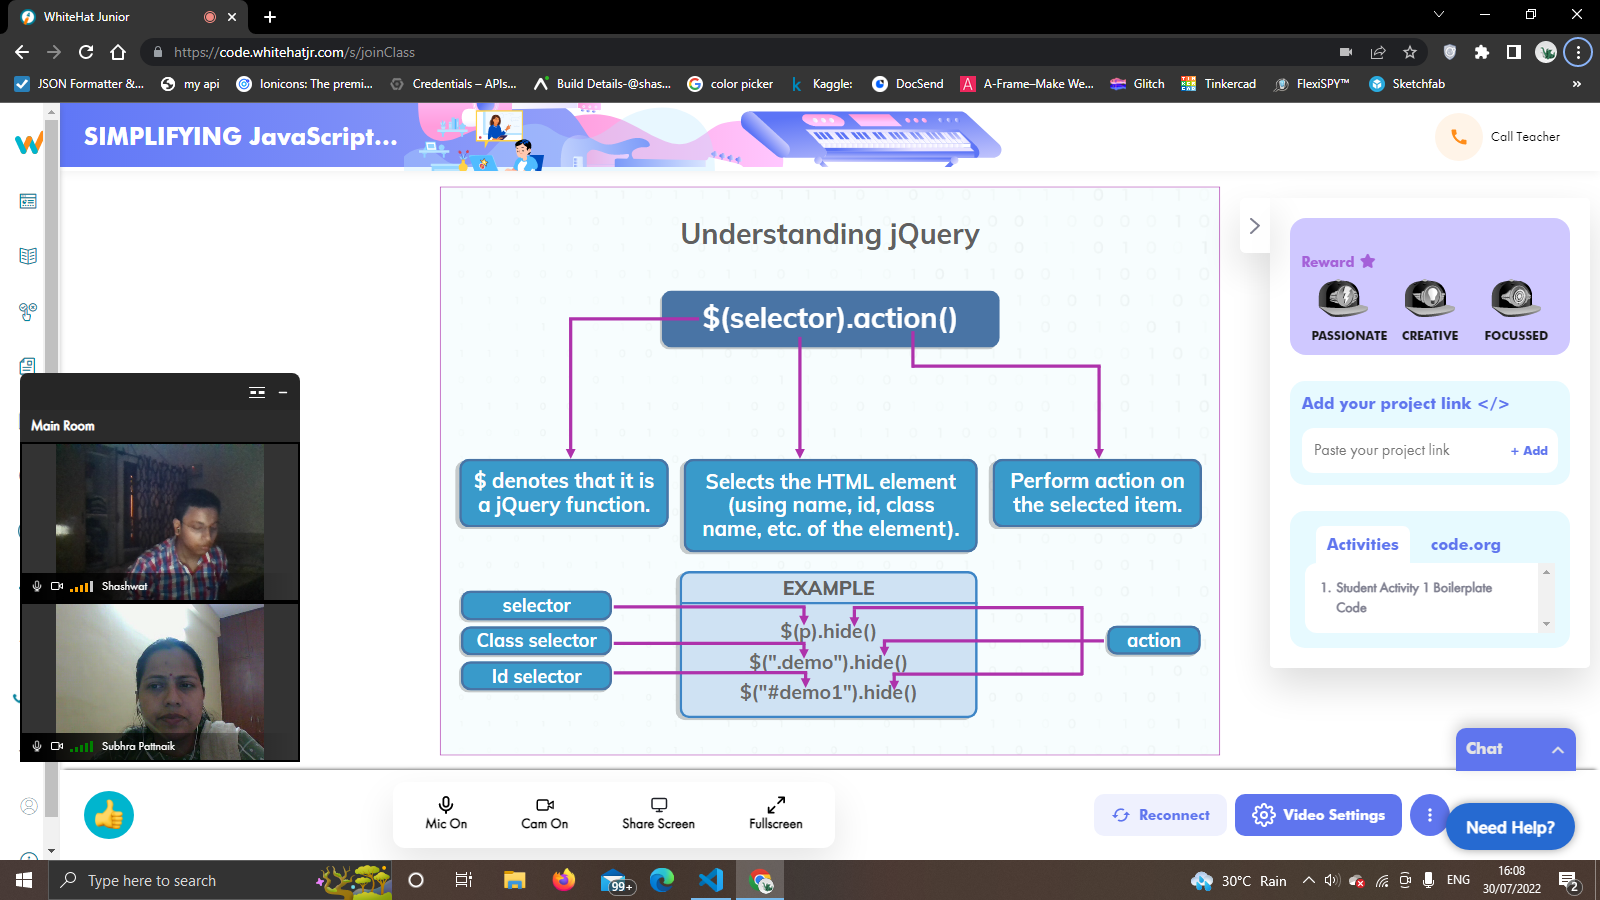 WhiteHat Junior
https://code.whitehatjr.com/s/joinClass
JSON Formatter &...
my api
Ionicons: The premi...
Credentials – APIs...
Build Details-@shas...
color picker
Kaggle:
DocSend
A-Frame—Make We...
Glitch
Tinkercad
FlexiSPY™
Sketchfab
»
SIMPLIFYING JavaScript...
Call Teacher
Understanding jQuery
$(selector).action()
$ denotes that it is
a jQuery function.
Selects the HTML element
(using name, id, class
name, etc. of the element).
Perform action on
the selected item.
EXAMPLE
selector
Class selector
Id selector
$(p).hide()
$(".demo").hide()
$("#demo1").hide()
action
Reward
PASSIONATE
CREATIVE
FOCUSSED
Add your project link </>
Paste your project link
+ Add
Activities
code.org
1. Student Activity 1 Boilerplate
Code
Main Room
Shashwat
Subhra Pattnaik
Chat
Mic On
Cam On
Share Screen
Fullscreen
Reconnect
Video Settings
Need Help?
Type here to search
99+
30°C Rain
ENG
16:08
30/07/2022
2